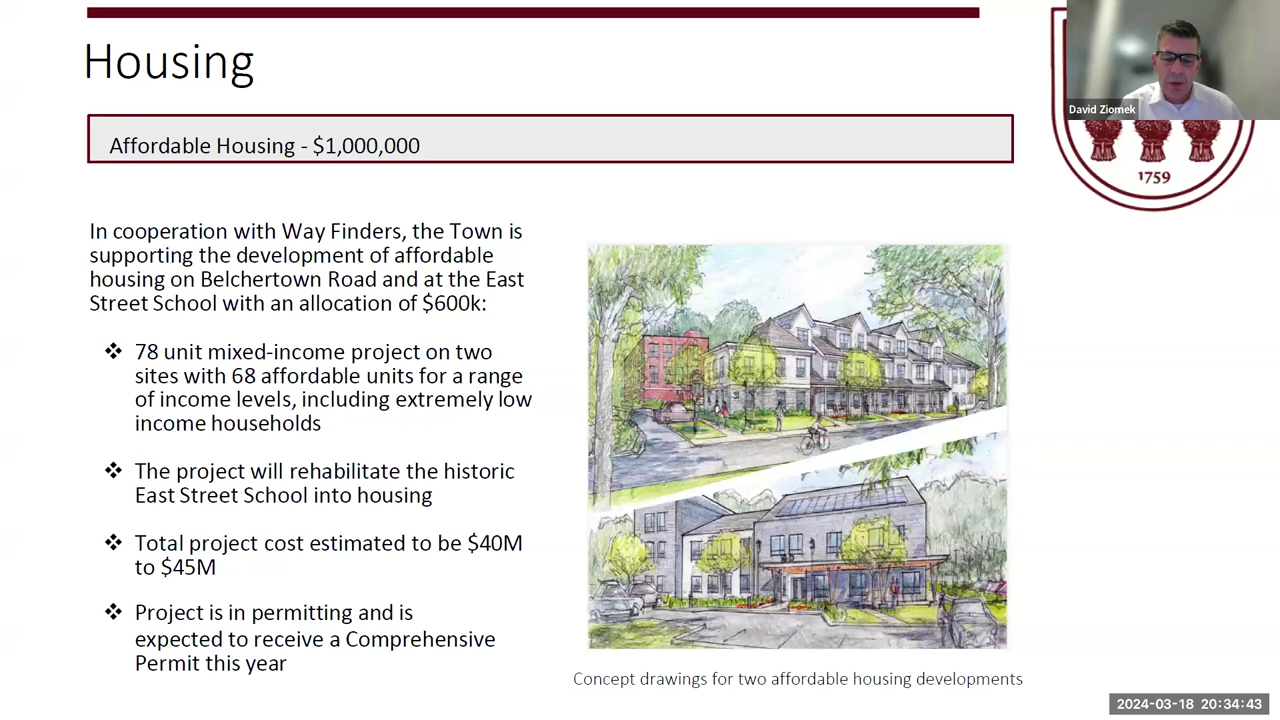 Housing
David Ziomek
1759
Affordable Housing - $1,000,000
In cooperation with Way Finders, the Town is
supporting the development of affordable
housing on Belchertown Road and at the East
Street School with an allocation of $600k:
❖ 78 unit mixed-income project on two
sites with 68 affordable units for a range
of income levels, including extremely low
income households
❖ The project will rehabilitate the historic
East Street School into housing
❖ Total project cost estimated to be $40M
to $45M
❖ Project is in permitting and is
expected to receive a Comprehensive
Permit this year
Concept drawings for two affordable housing developments
2024-03-18 20:34:43